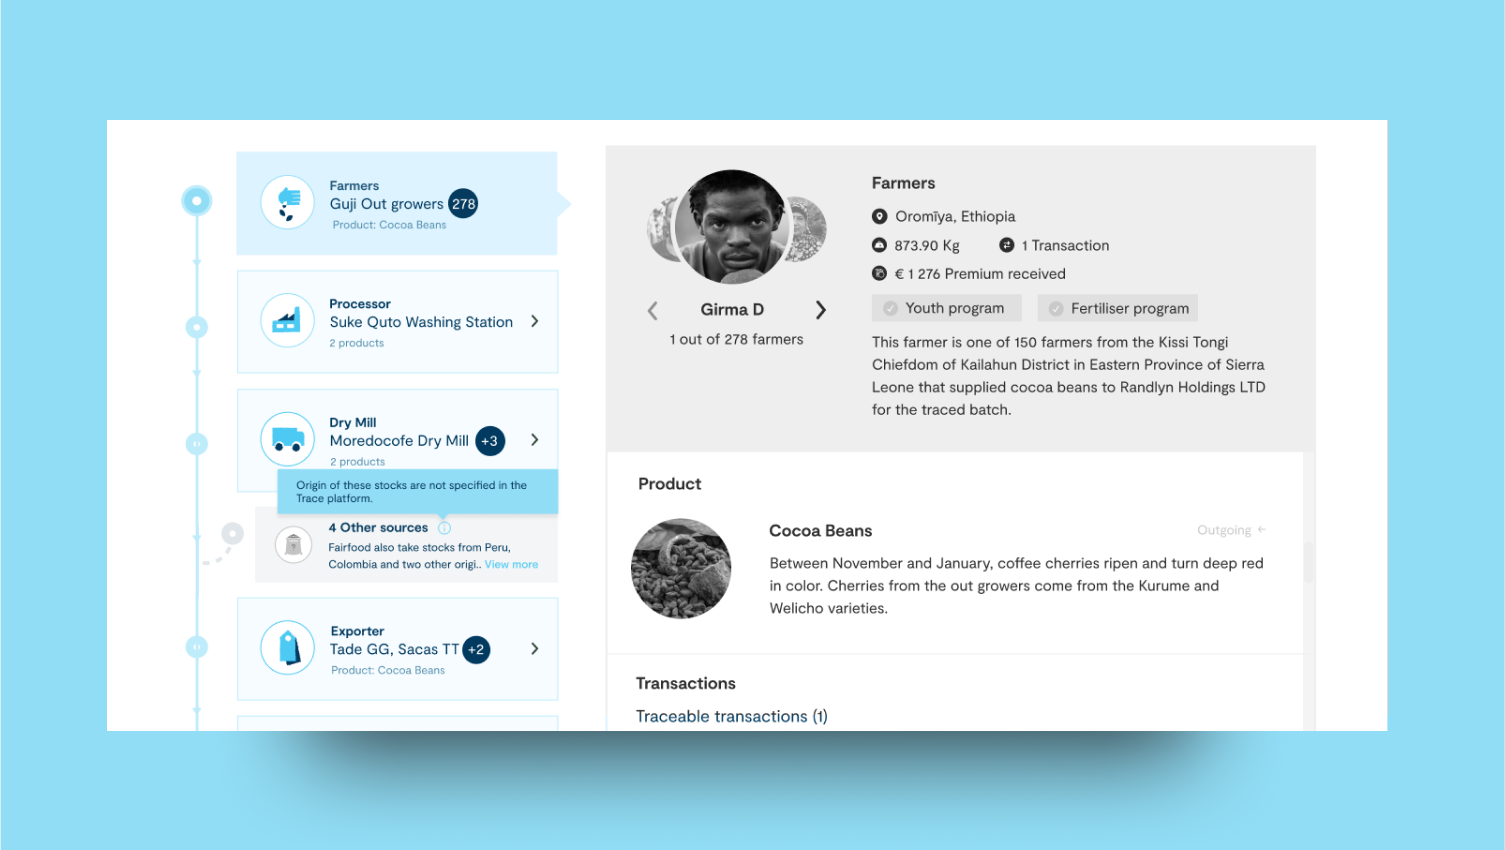 Farmers
Guji Out growers 278
Product: Cocoa Beans
Processor
Suke Quto Washing Station
2 products
Dry Mill
Moredocofe Dry Mill +3
2 products
Origin of these stocks are not specified in the
Trace platform.
4 Other sources
Fairfood also take stocks from Peru,
Colombia and two other origi.. View more
Exporter
Tade GG, Sacas TT +2
Product: Cocoa Beans
Girma D
1 out of 278 farmers
Farmers
Oromīya, Ethiopia
873.90 Kg 1 Transaction
€ 1 276 Premium received
Youth program Fertiliser program
This farmer is one of 150 farmers from the Kissi Tongi
Chiefdom of Kailahun District in Eastern Province of Sierra
Leone that supplied cocoa beans to Randlyn Holdings LTD
for the traced batch.
Product
Cocoa Beans
Outgoing
Between November and January, coffee cherries ripen and turn deep red
in color. Cherries from the out growers come from the Kurume and
Welicho varieties.
Transactions
Traceable transactions (1)